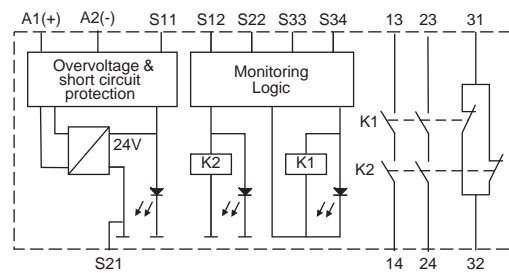 A1(+) A2(-) S11 S12 S22 S33 S34 13 23 31
Overvoltage &
short circuit
protection
Monitoring
Logic
24V
K1
K2
K1
K2
S21 14 24 32